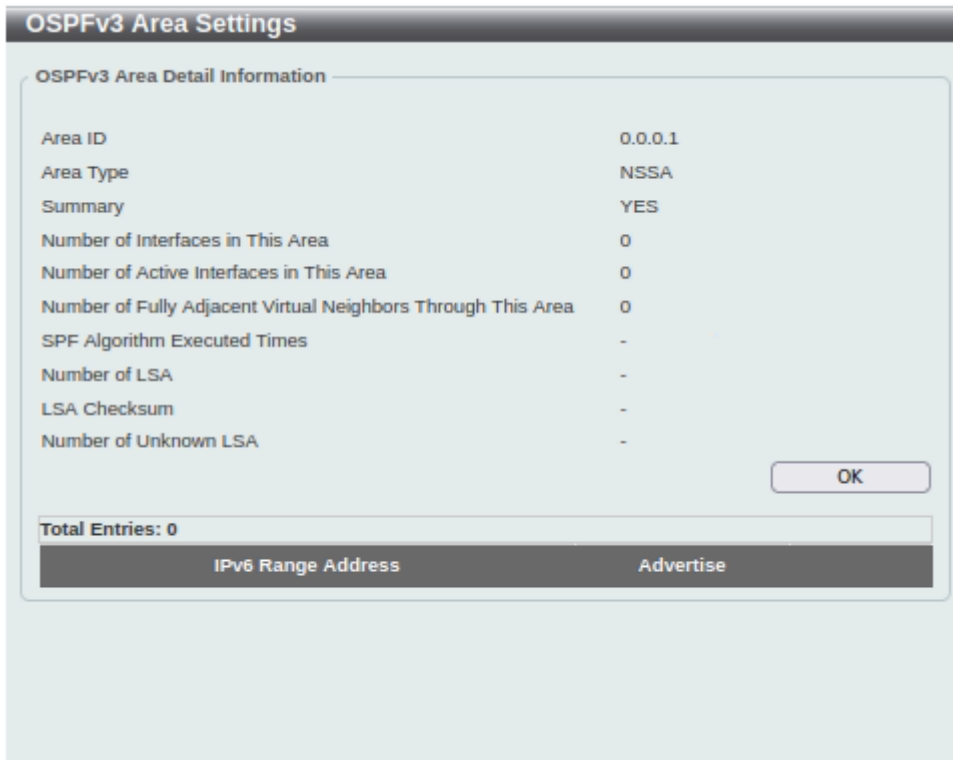 OSPFv3 Area Settings
OSPFv3 Area Detail Information
Area ID 0.0.0.1
Area Type NSSA
Summary YES
Number of Interfaces in This Area 0
Number of Active Interfaces in This Area 0
Number of Fully Adjacent Virtual Neighbors Through This Area 0
SPF Algorithm Executed Times -
Number of LSA -
LSA Checksum -
Number of Unknown LSA -
OK
Total Entries: 0
IPv6 Range Address Advertise